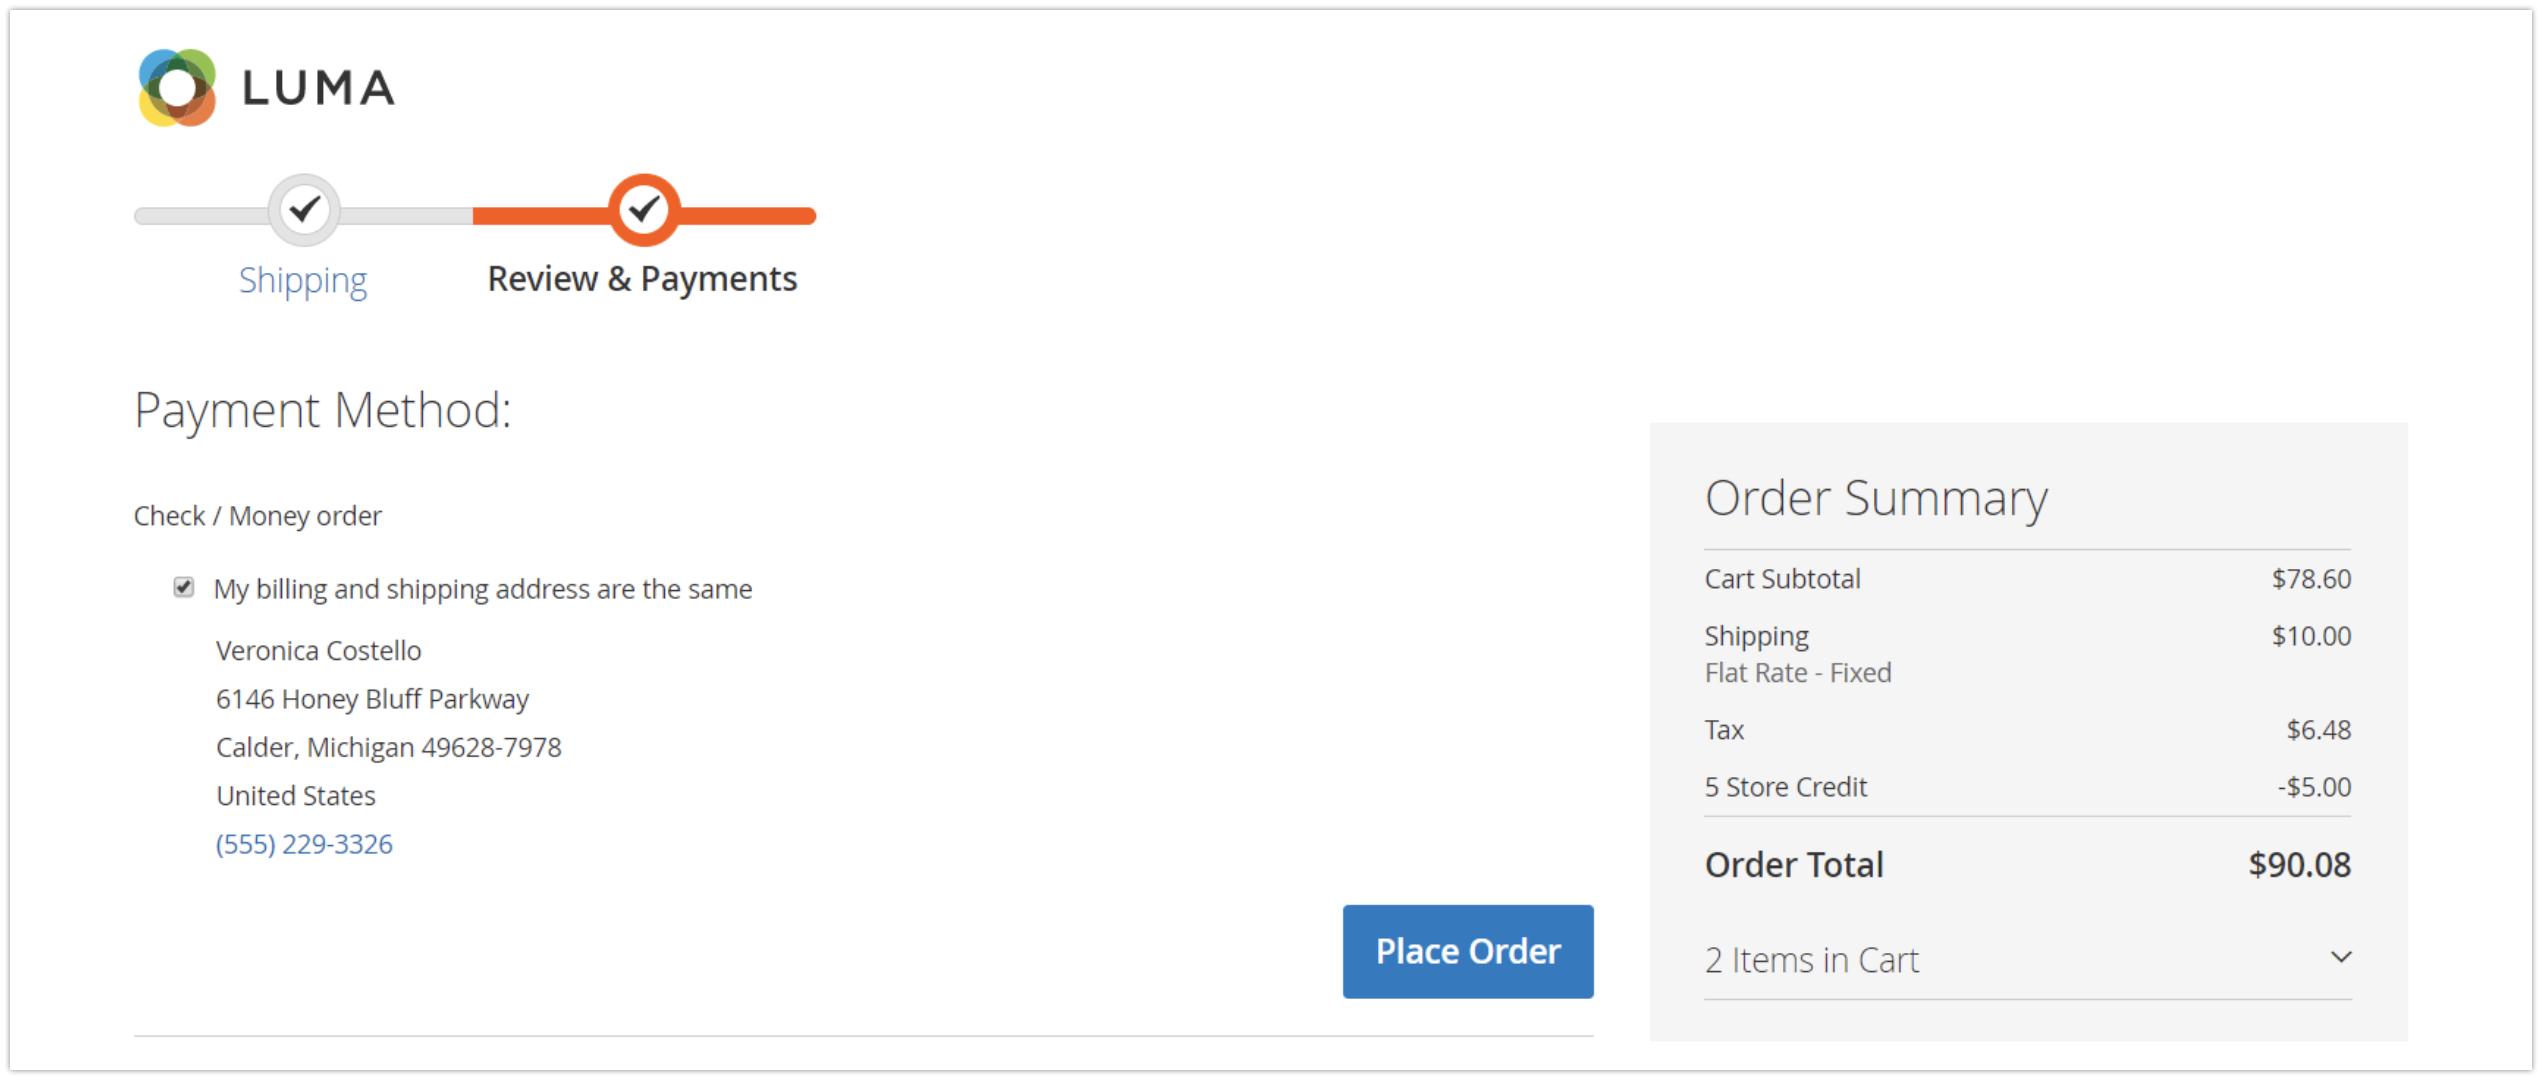 LUMA
Shipping
Review & Payments
Payment Method:
Check / Money order
My billing and shipping address are the same
Veronica Costello
6146 Honey Bluff Parkway
Calder, Michigan 49628-7978
United States
(555) 229-3326
Place Order
Order Summary
Cart Subtotal $78.60
Shipping $10.00
Flat Rate - Fixed
Tax $6.48
5 Store Credit -$5.00
Order Total $90.08
2 Items in Cart